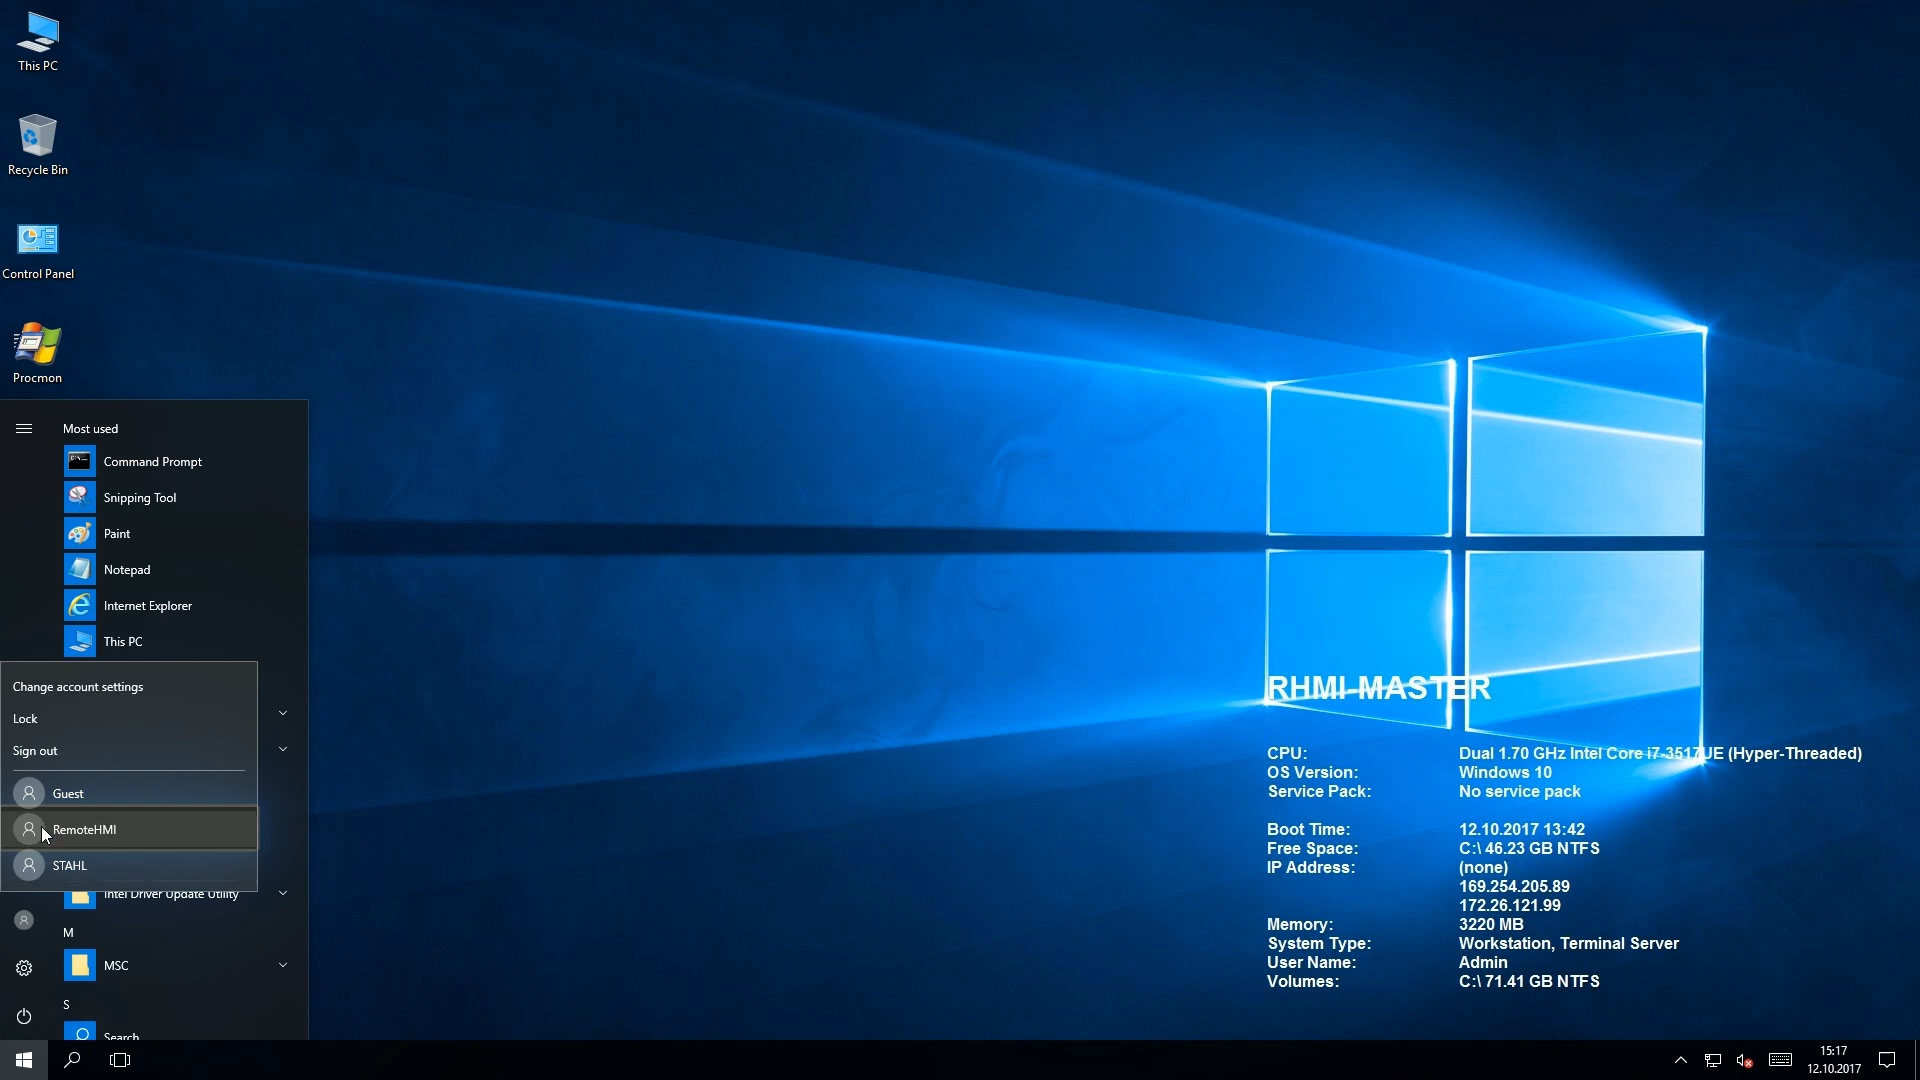 This PC
Recycle Bin
Control Panel
Procmon
Most used
Command Prompt
Snipping Tool
Paint
Notepad
Internet Explorer
This PC
Change account settings
Lock
Sign out
Guest
RemoteHMI
STAHL
Intel Driver Update Utility
M
MSC
S
Search
RHMI-MASTER
CPU: Dual 1.70 GHz Intel Core i7-3517UE (Hyper-Threaded)
OS Version: Windows 10
Service Pack: No service pack
Boot Time: 12.10.2017 13:42
Free Space: C:\ 46.23 GB NTFS
IP Address: (none)
169.254.205.89
172.26.121.99
Memory: 3220 MB
System Type: Workstation, Terminal Server
User Name: Admin
Volumes: C:\ 71.41 GB NTFS
15:17
12.10.2017